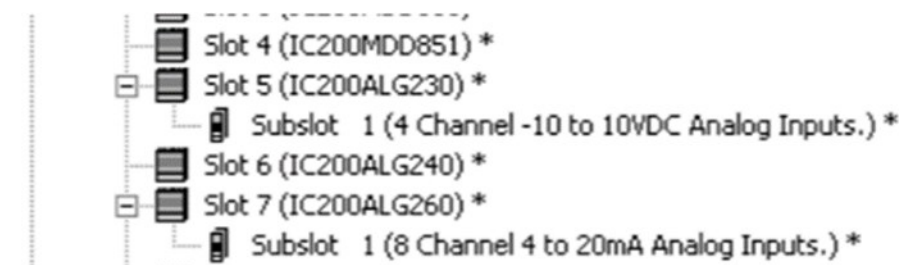 Slot 4 (IC200MDD851) *
Slot 5 (IC200ALG230) *
Subslot 1 (4 Channel -10 to 10VDC Analog Inputs.) *
Slot 6 (IC200ALG240) *
Slot 7 (IC200ALG260) *
Subslot 1 (8 Channel 4 to 20mA Analog Inputs.) *